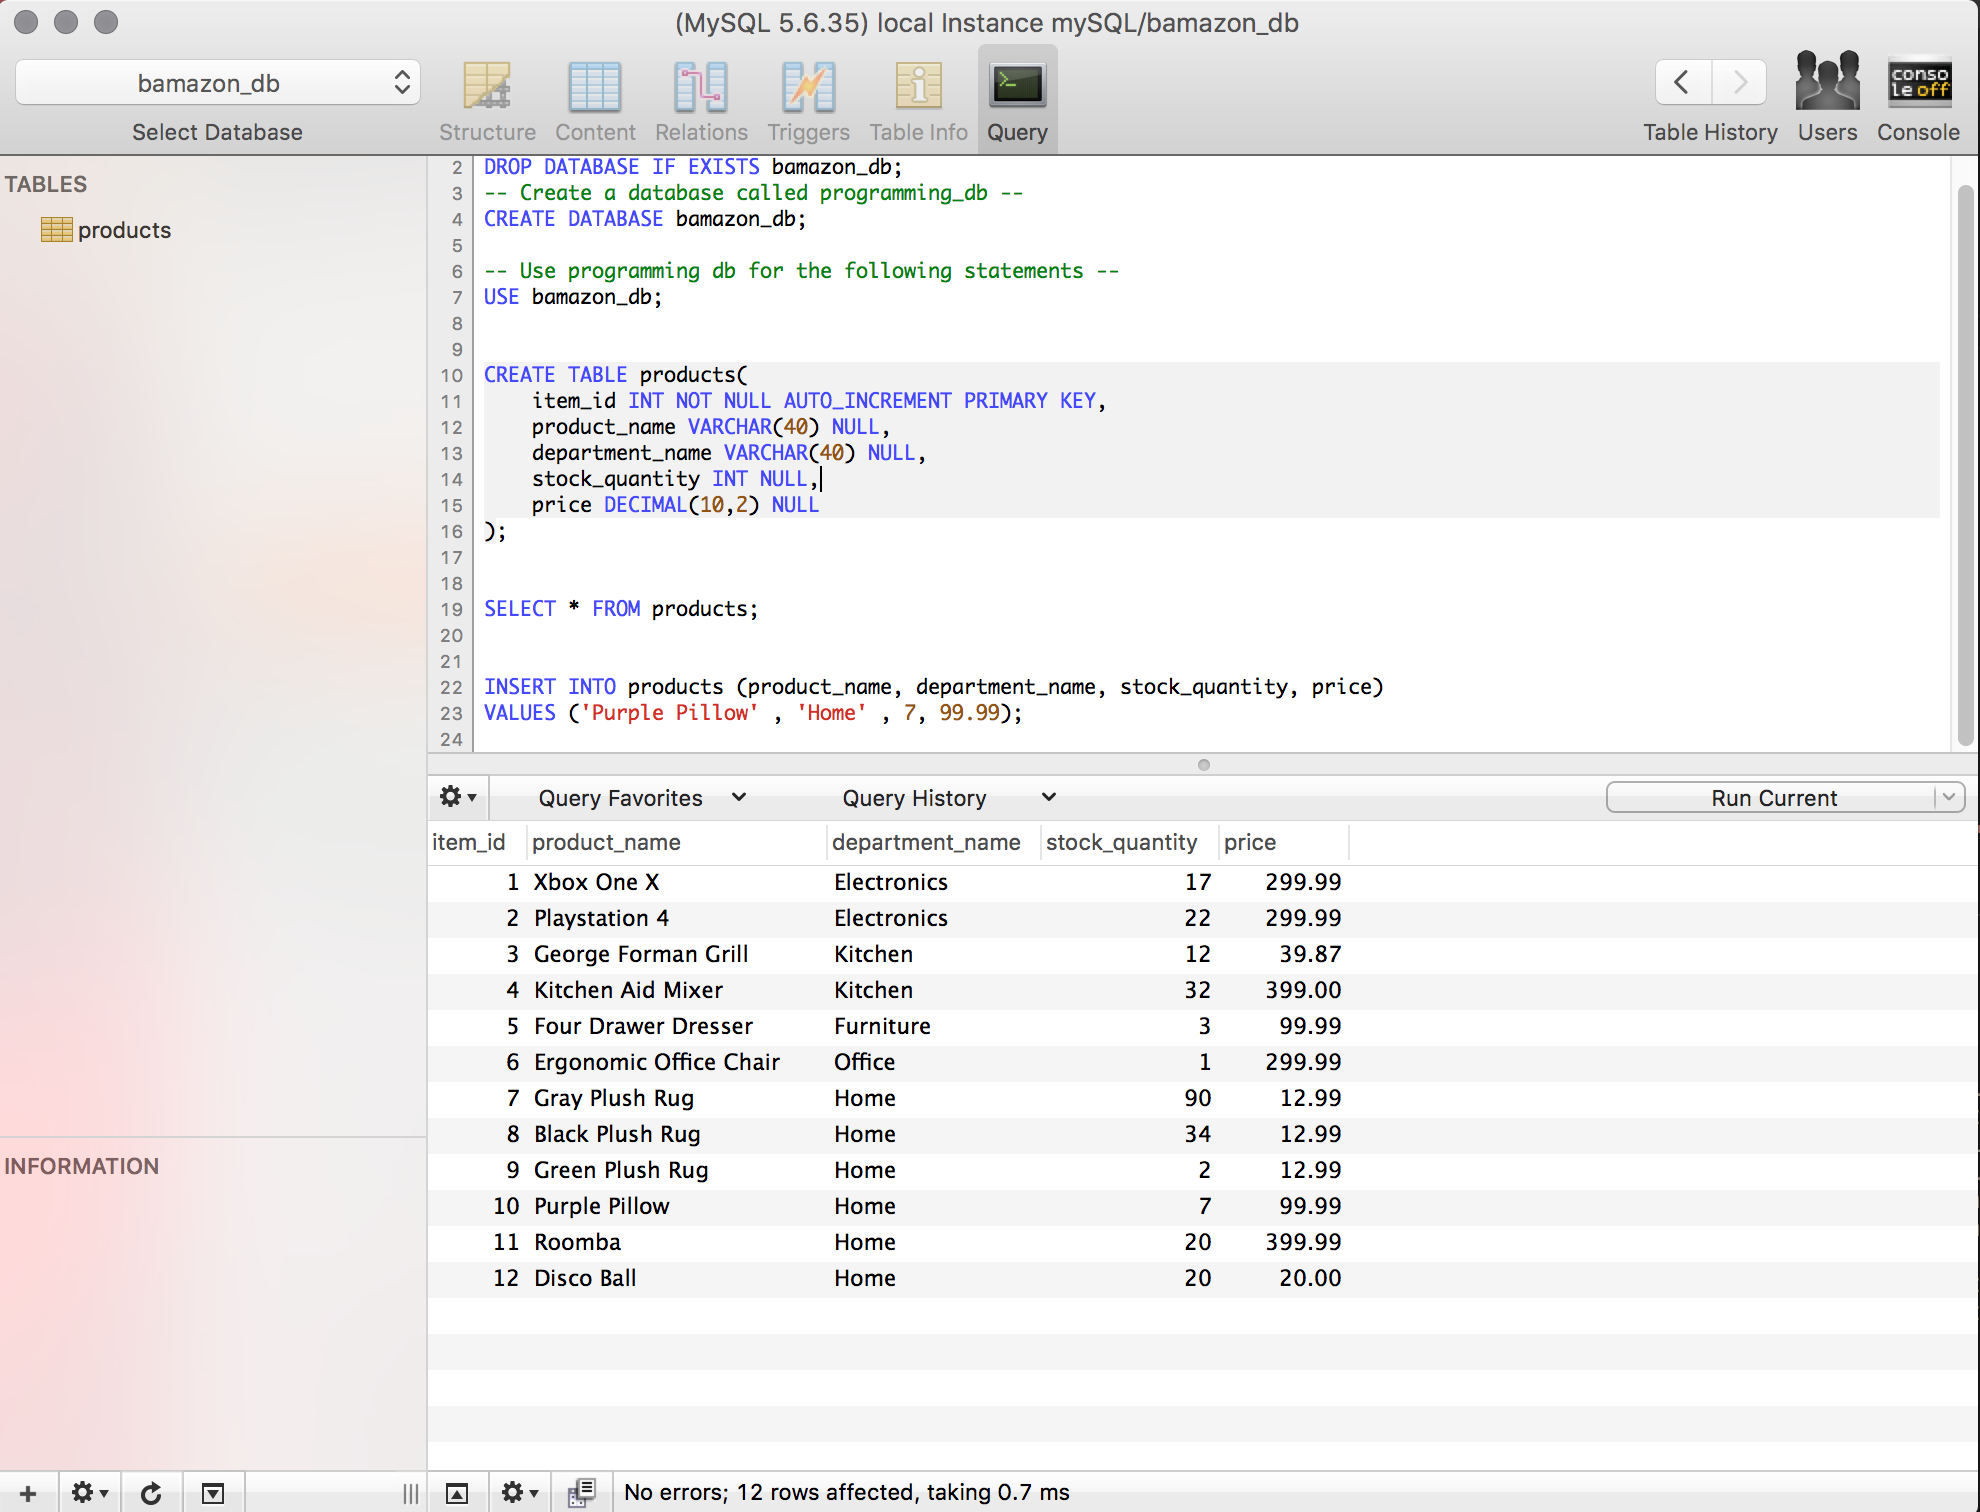 (MySQL 5.6.35) local Instance mySQL/bamazon_db
bamazon_db
Select Database
Structure
Content
Relations
Triggers
Table Info
Query
Table History
Users
conso
le off
Console
TABLES
products
2 DROP DATABASE IF EXISTS bamazon_db;
3 -- Create a database called programming_db --
4 CREATE DATABASE bamazon_db;
5
6 -- Use programming db for the following statements --
7 USE bamazon_db;
8
9
10 CREATE TABLE products(
11 item_id INT NOT NULL AUTO_INCREMENT PRIMARY KEY,
12 product_name VARCHAR(40) NULL,
13 department_name VARCHAR(40) NULL,
14 stock_quantity INT NULL,
15 price DECIMAL(10,2) NULL
16 );
17
18
19 SELECT * FROM products;
20
21
22 INSERT INTO products (product_name, department_name, stock_quantity, price)
23 VALUES ('Purple Pillow' , 'Home' , 7, 99.99);
24
Query Favorites
Query History
Run Current
item_id product_name department_name stock_quantity price
1 Xbox One X Electronics 17 299.99
2 Playstation 4 Electronics 22 299.99
3 George Forman Grill Kitchen 12 39.87
4 Kitchen Aid Mixer Kitchen 32 399.00
5 Four Drawer Dresser Furniture 3 99.99
6 Ergonomic Office Chair Office 1 299.99
7 Gray Plush Rug Home 90 12.99
8 Black Plush Rug Home 34 12.99
9 Green Plush Rug Home 2 12.99
10 Purple Pillow Home 7 99.99
11 Roomba Home 20 399.99
12 Disco Ball Home 20 20.00
INFORMATION
No errors; 12 rows affected, taking 0.7 ms